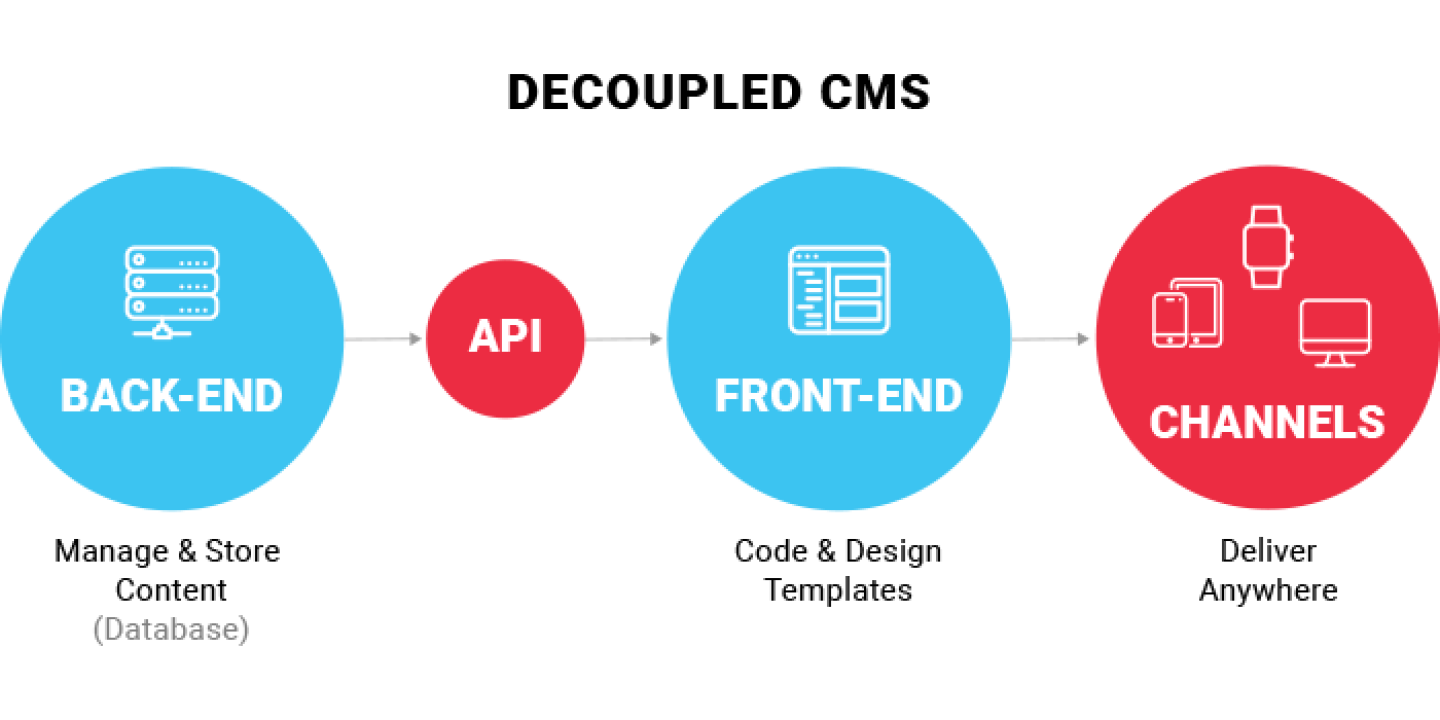 DECOUPLED CMS
BACK-END
API
FRONT-END
CHANNELS
Manage & Store
Content
(Database)
Code & Design
Templates
Deliver
Anywhere